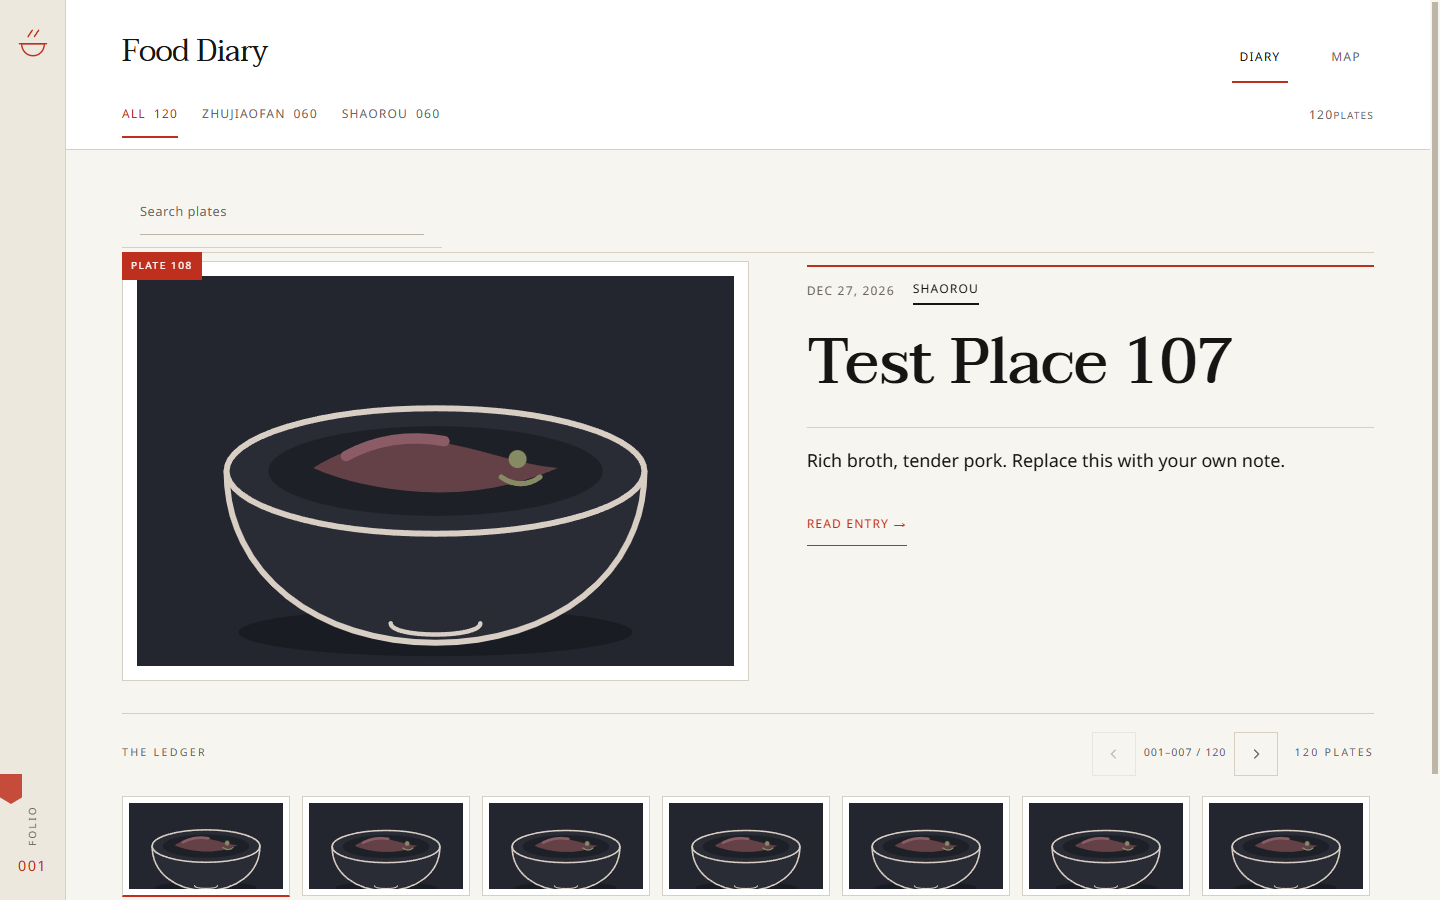 Food Diary
DIARY MAP
ALL 120 ZHUJIAOFAN 060 SHAOROU 060
120PLATES
Search plates
PLATE 108
DEC 27, 2026 SHAOROU
Test Place 107
Rich broth, tender pork. Replace this with your own note.
READ ENTRY →
THE LEDGER
001–007 / 120
120 PLATES
FOLIO
001